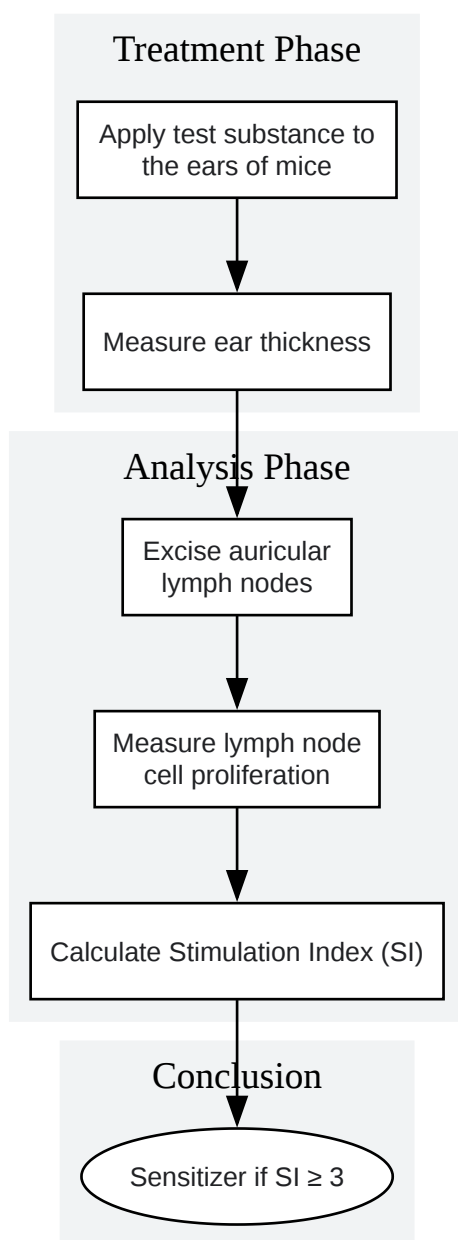 Treatment Phase
Apply test substance to
the ears of mice
Measure ear thickness
Analysis Phase
Excise auricular
lymph nodes
Measure lymph node
cell proliferation
Calculate Stimulation Index (SI)
Conclusion
Sensitizer if SI ≥ 3